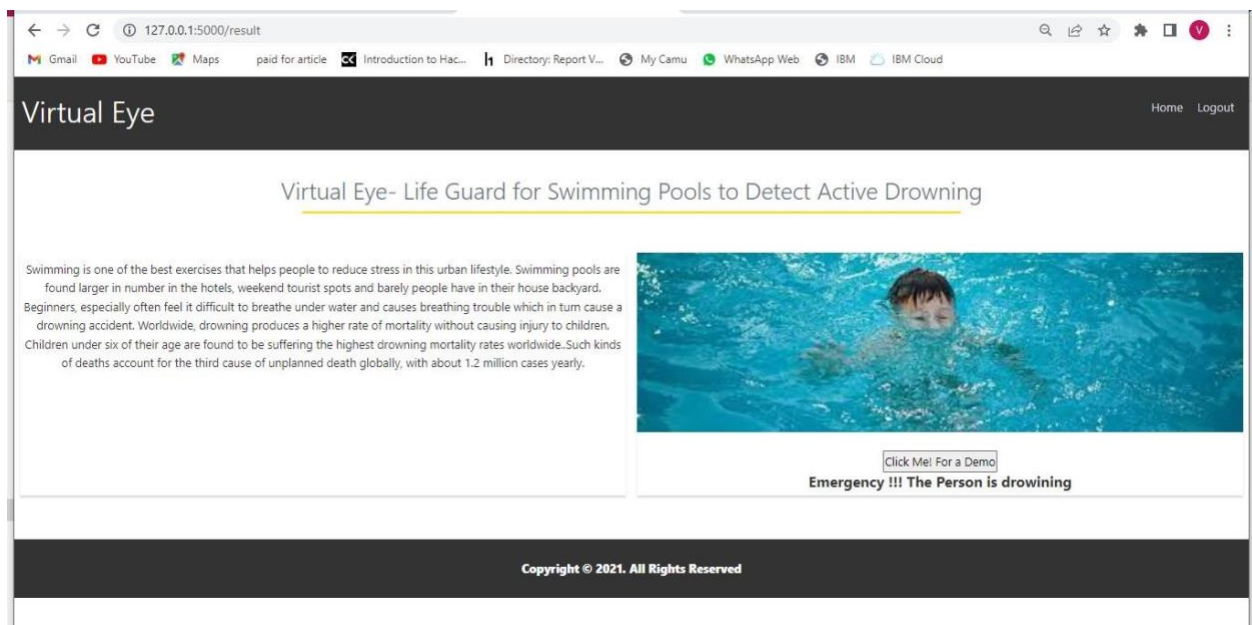 127.0.0.1:5000/result
V
Gmail YouTube Maps paid for article CC Introduction to Hac... h Directory: Report V... My Camu WhatsApp Web IBM IBM Cloud
Virtual Eye
Home Logout
Virtual Eye- Life Guard for Swimming Pools to Detect Active Drowning
Swimming is one of the best exercises that helps people to reduce stress in this urban lifestyle. Swimming pools are
found larger in number in the hotels, weekend tourist spots and barely people have in their house backyard.
Beginners, especially often feel it difficult to breathe under water and causes breathing trouble which in turn cause a
drowning accident. Worldwide, drowning produces a higher rate of mortality without causing injury to children.
Children under six of their age are found to be suffering the highest drowning mortality rates worldwide..Such kinds
of deaths account for the third cause of unplanned death globally, with about 1.2 million cases yearly.
Click Me! For a Demo
Emergency !!! The Person is drowining
Copyright © 2021. All Rights Reserved